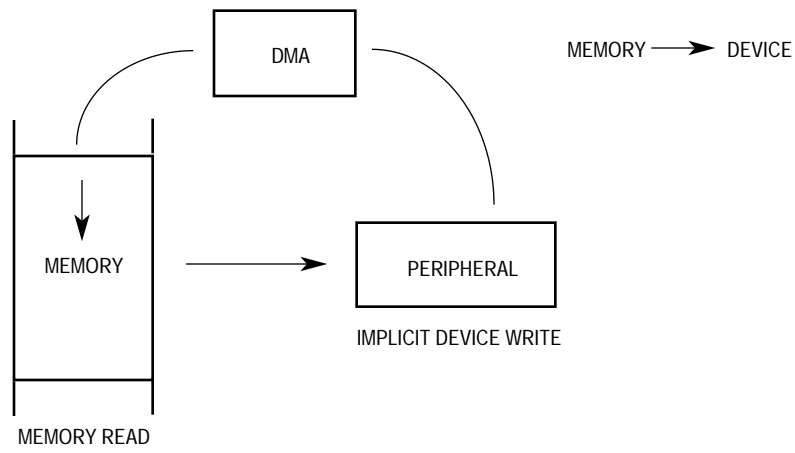 DMA
MEMORY DEVICE
MEMORY
PERIPHERAL
IMPLICIT DEVICE WRITE
MEMORY READ